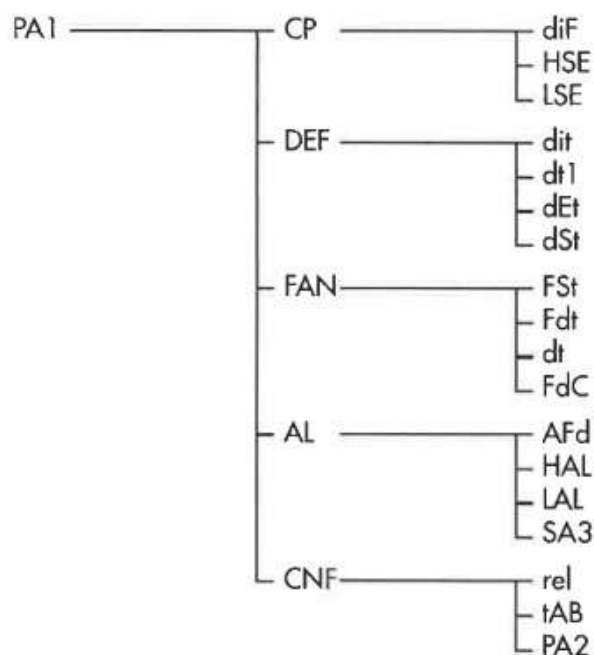 PA1 CP diF
HSE
LSE
DEF dit
dt1
dEt
dSt
FAN FSt
Fdt
dt
FdC
AL AFd
HAL
LAL
SA3
CNF rel
tAB
PA2